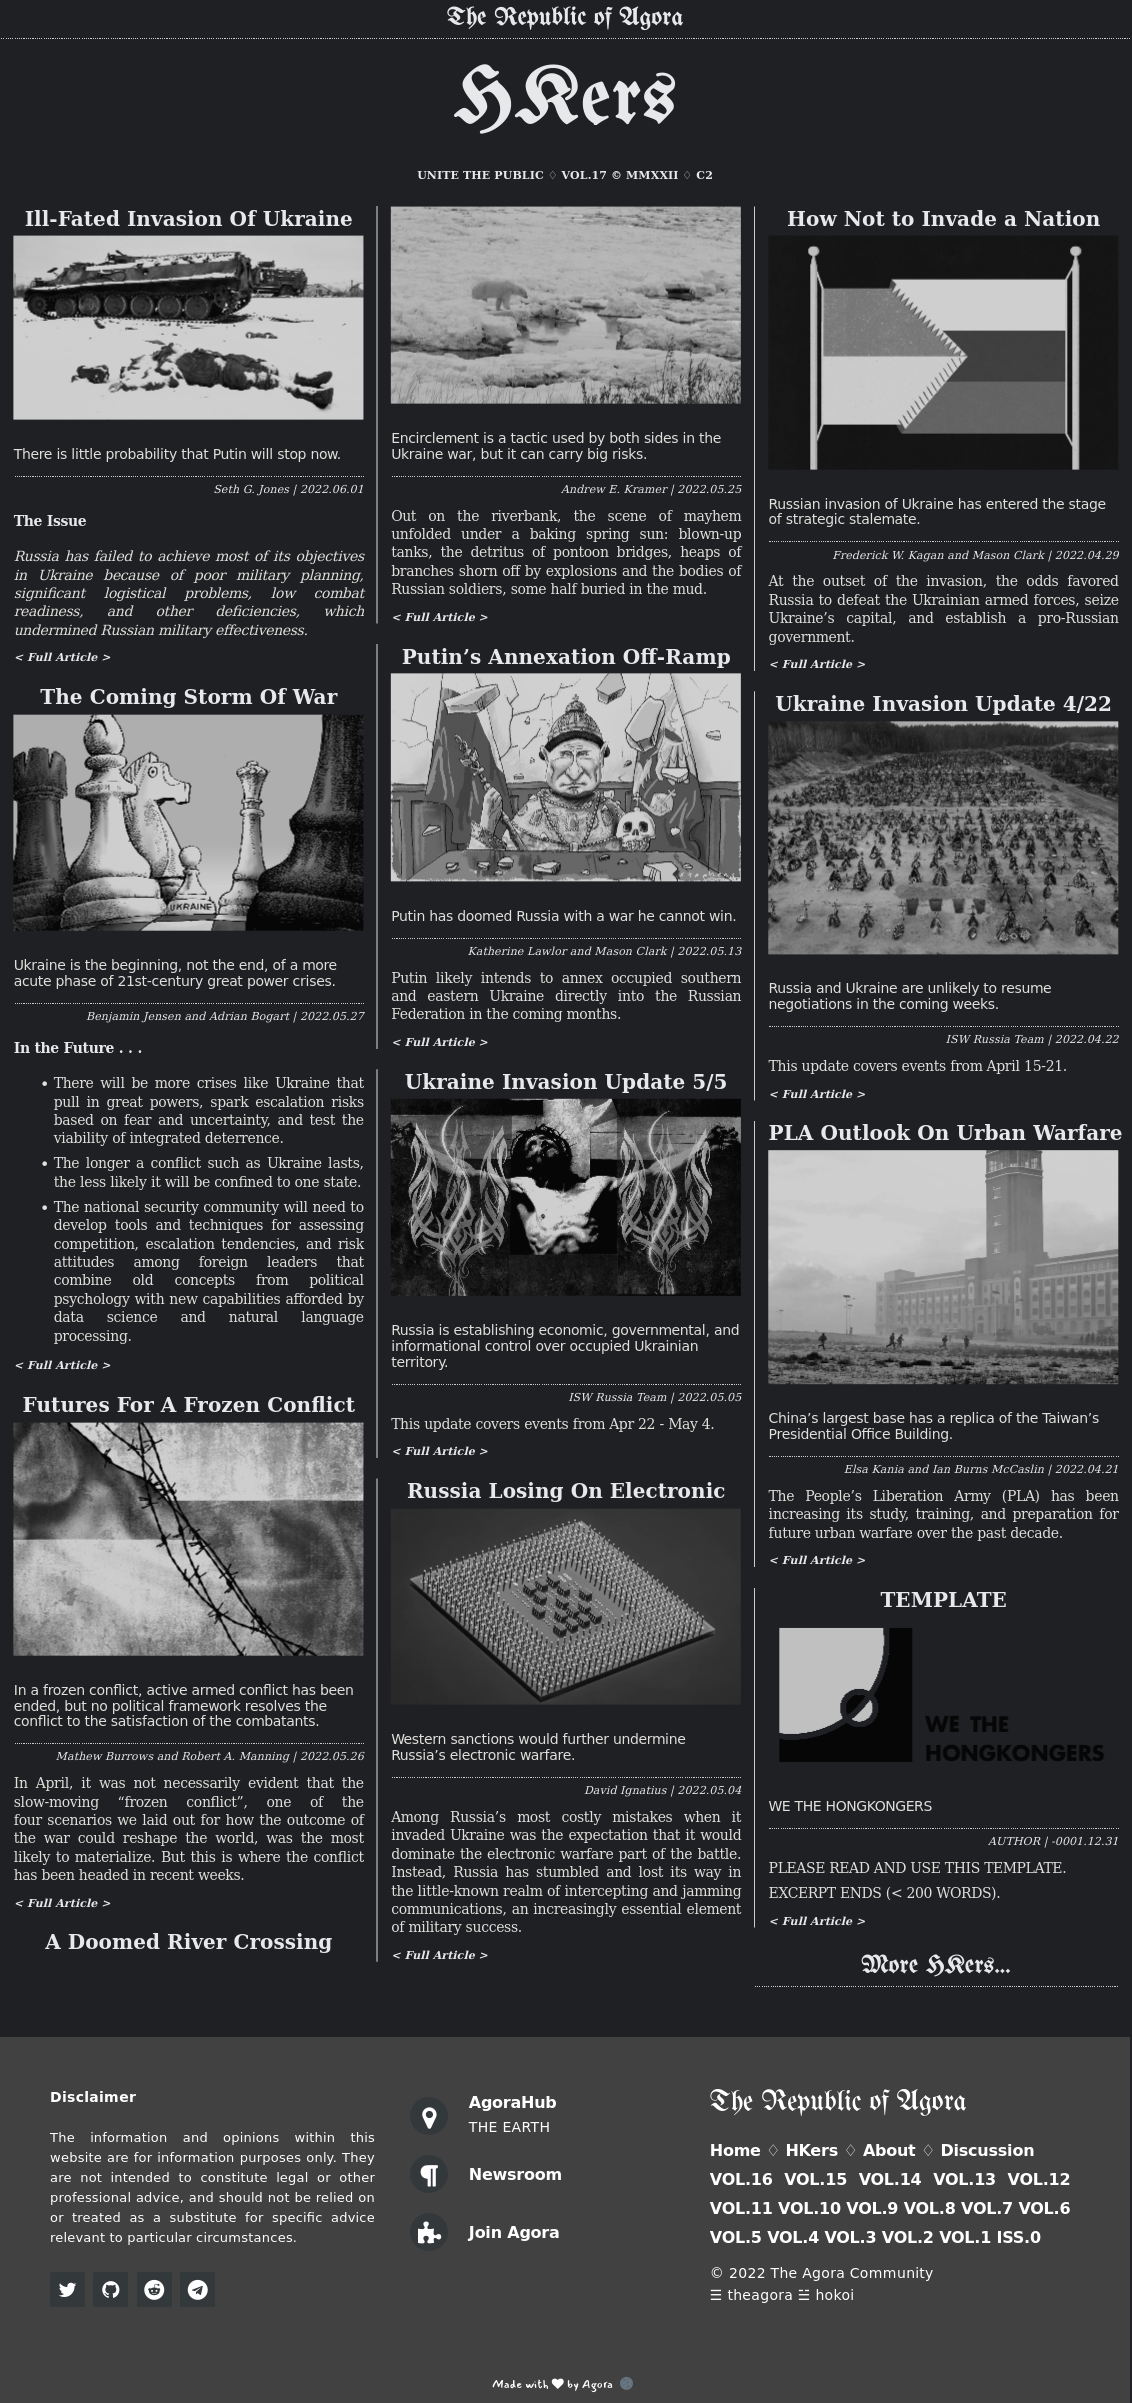 The Republic of Agora
HKers
UNITE THE PUBLIC ♢ VOL.17 © MMXXII ♢ C2
Ill-Fated Invasion Of Ukraine
There is little probability that Putin will stop now.
Seth G. Jones | 2022.06.01
The Issue
Russia has failed to achieve most of its objectives
in Ukraine because of poor military planning,
significant logistical problems, low combat
readiness, and other deficiencies, which
undermined Russian military effectiveness.
< Full Article >
The Coming Storm Of War
UKRAINE
Ukraine is the beginning, not the end, of a more
acute phase of 21st-century great power crises.
Benjamin Jensen and Adrian Bogart | 2022.05.27
In the Future . . .
• There will be more crises like Ukraine that
pull in great powers, spark escalation risks
based on fear and uncertainty, and test the
viability of integrated deterrence.
• The longer a conflict such as Ukraine lasts,
the less likely it will be confined to one state.
• The national security community will need to
develop tools and techniques for assessing
competition, escalation tendencies, and risk
attitudes among foreign leaders that
combine old concepts from political
psychology with new capabilities afforded by
data science and natural language
processing.
< Full Article >
Futures For A Frozen Conflict
In a frozen conflict, active armed conflict has been
ended, but no political framework resolves the
conflict to the satisfaction of the combatants.
Mathew Burrows and Robert A. Manning | 2022.05.26
In April, it was not necessarily evident that the
slow-moving “frozen conflict”, one of the
four scenarios we laid out for how the outcome of
the war could reshape the world, was the most
likely to materialize. But this is where the conflict
has been headed in recent weeks.
< Full Article >
A Doomed River Crossing
Encirclement is a tactic used by both sides in the
Ukraine war, but it can carry big risks.
Andrew E. Kramer | 2022.05.25
Out on the riverbank, the scene of mayhem
unfolded under a baking spring sun: blown-up
tanks, the detritus of pontoon bridges, heaps of
branches shorn off by explosions and the bodies of
Russian soldiers, some half buried in the mud.
< Full Article >
Putin’s Annexation Off-Ramp
Putin has doomed Russia with a war he cannot win.
Katherine Lawlor and Mason Clark | 2022.05.13
Putin likely intends to annex occupied southern
and eastern Ukraine directly into the Russian
Federation in the coming months.
< Full Article >
Ukraine Invasion Update 5/5
Russia is establishing economic, governmental, and
informational control over occupied Ukrainian
territory.
ISW Russia Team | 2022.05.05
This update covers events from Apr 22 - May 4.
< Full Article >
Russia Losing On Electronic
Western sanctions would further undermine
Russia’s electronic warfare.
David Ignatius | 2022.05.04
Among Russia’s most costly mistakes when it
invaded Ukraine was the expectation that it would
dominate the electronic warfare part of the battle.
Instead, Russia has stumbled and lost its way in
the little-known realm of intercepting and jamming
communications, an increasingly essential element
of military success.
< Full Article >
How Not to Invade a Nation
Russian invasion of Ukraine has entered the stage
of strategic stalemate.
Frederick W. Kagan and Mason Clark | 2022.04.29
At the outset of the invasion, the odds favored
Russia to defeat the Ukrainian armed forces, seize
Ukraine’s capital, and establish a pro-Russian
government.
< Full Article >
Ukraine Invasion Update 4/22
Russia and Ukraine are unlikely to resume
negotiations in the coming weeks.
ISW Russia Team | 2022.04.22
This update covers events from April 15-21.
< Full Article >
PLA Outlook On Urban Warfare
China’s largest base has a replica of the Taiwan’s
Presidential Office Building.
Elsa Kania and Ian Burns McCaslin | 2022.04.21
The People’s Liberation Army (PLA) has been
increasing its study, training, and preparation for
future urban warfare over the past decade.
< Full Article >
TEMPLATE
WE THE
HONGKONGERS
WE THE HONGKONGERS
AUTHOR | -0001.12.31
PLEASE READ AND USE THIS TEMPLATE.
EXCERPT ENDS (< 200 WORDS).
< Full Article >
More HKers...
Disclaimer
The information and opinions within this
website are for information purposes only. They
are not intended to constitute legal or other
professional advice, and should not be relied on
or treated as a substitute for specific advice
relevant to particular circumstances.
AgoraHub
THE EARTH
Newsroom
Join Agora
The Republic of Agora
Home ♢ HKers ♢ About ♢ Discussion
VOL.16 VOL.15 VOL.14 VOL.13 VOL.12
VOL.11 VOL.10 VOL.9 VOL.8 VOL.7 VOL.6
VOL.5 VOL.4 VOL.3 VOL.2 VOL.1 ISS.0
© 2022 The Agora Community
☰ theagora ☱ hokoi
Made with ♥ by Agora